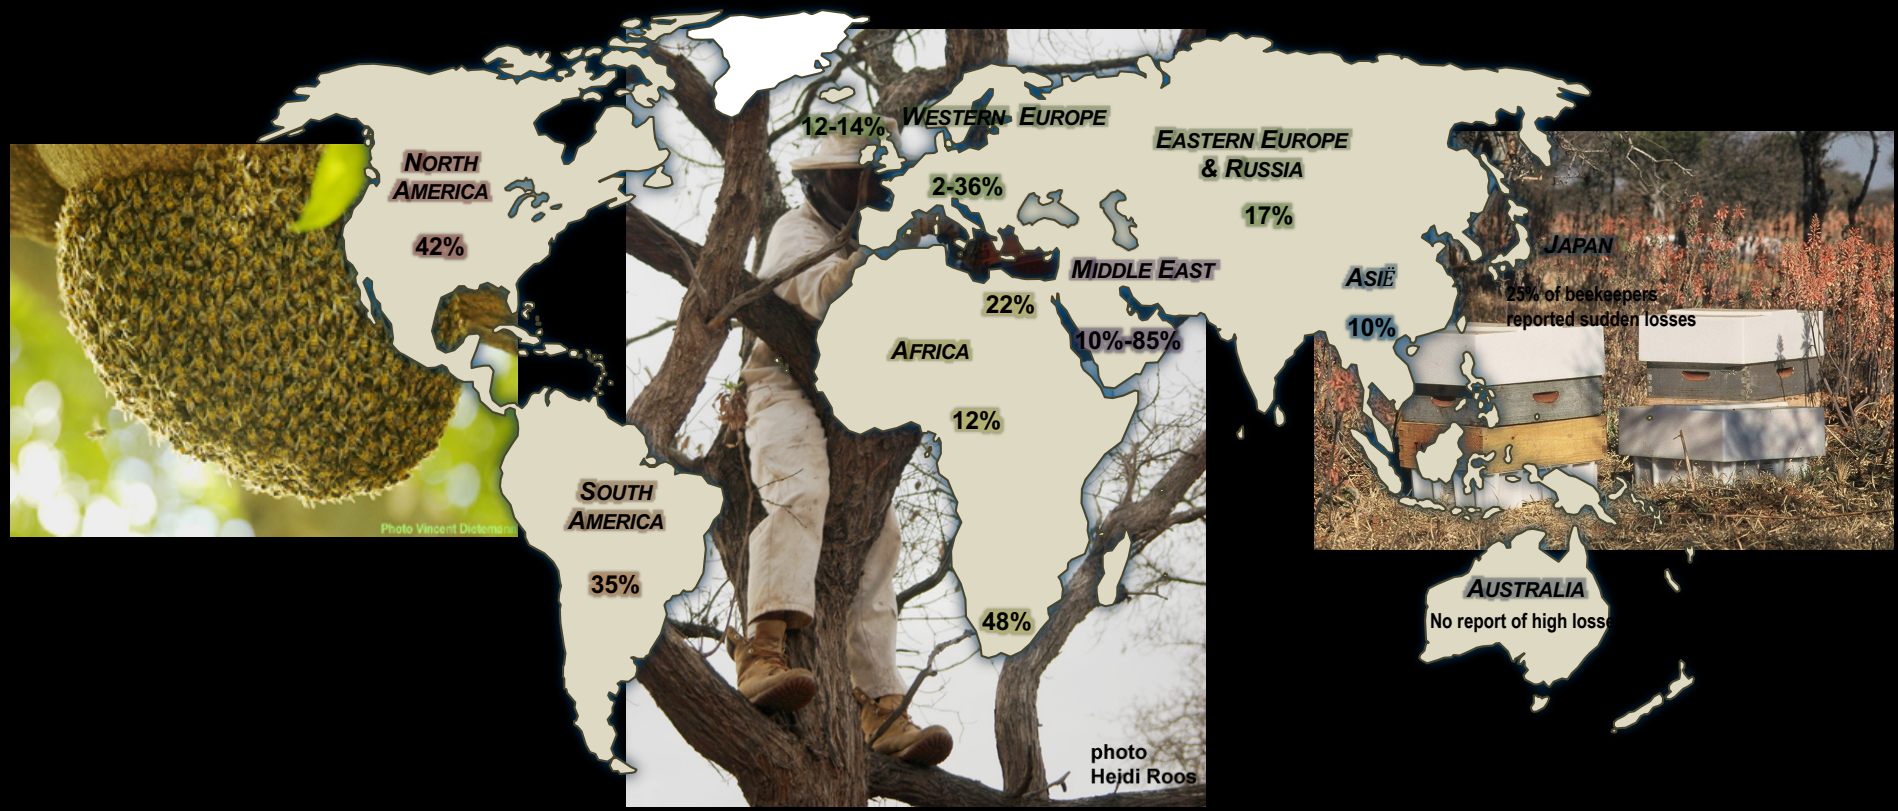 12-14%
WESTERN EUROPE
EASTERN EUROPE
& RUSSIA
NORTH
AMERICA
2-36%
17%
42%
JAPAN
MIDDLE EAST
ASIË
25% of beekeepers
reported sudden losses
22%
10%
10%-85%
AFRICA
12%
SOUTH
AMERICA
Photo Vincent Dietemann
35%
48%
AUSTRALIA
No report of high losse
photo
Heidi Roos